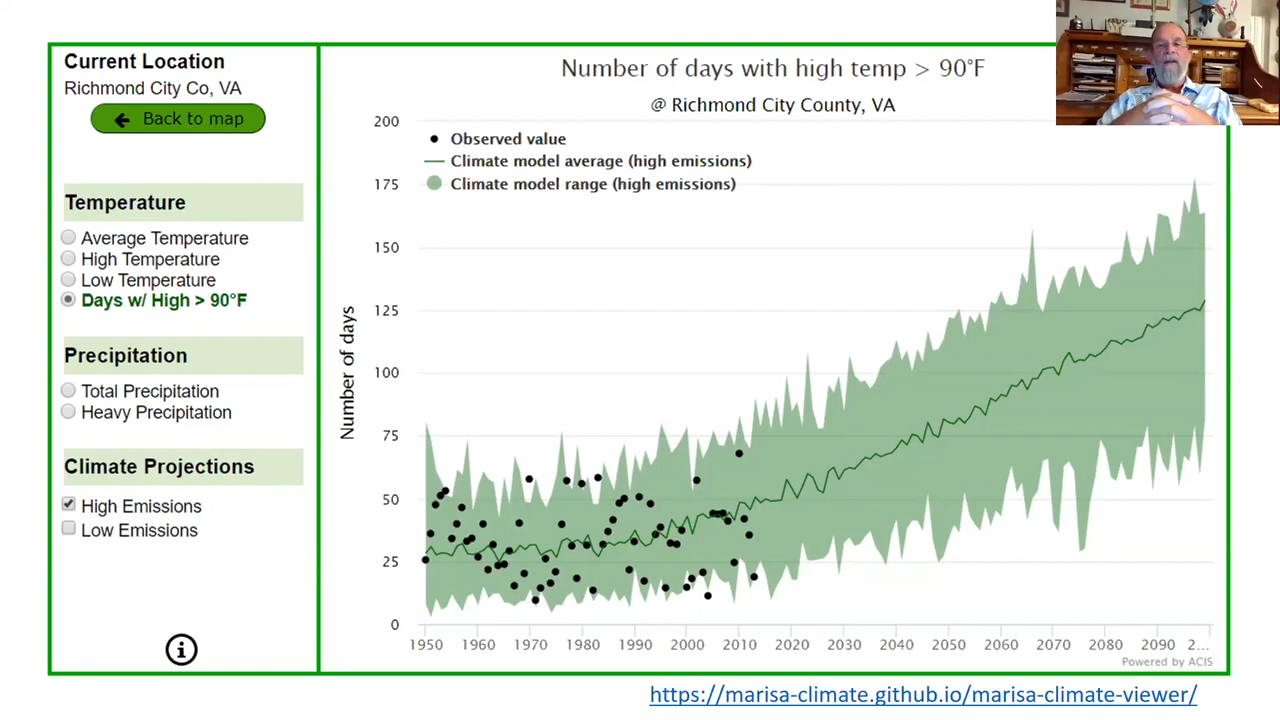 Current Location
Richmond City Co, VA
Back to map
Temperature
Average Temperature
High Temperature
Low Temperature
Days w/ High > 90°F
Precipitation
Total Precipitation
Heavy Precipitation
Climate Projections
High Emissions
Low Emissions
Number of days with high temp > 90°F
@ Richmond City County, VA
Observed value
Climate model average (high emissions)
Climate model range (high emissions)
Number of days
200
175
150
125
100
75
50
25
0
1950 1960 1970 1980 1990 2000 2010 2020 2030 2040 2050 2060 2070 2080 2090 2...
Powered by ACIS
https://marisa-climate.github.io/marisa-climate-viewer/